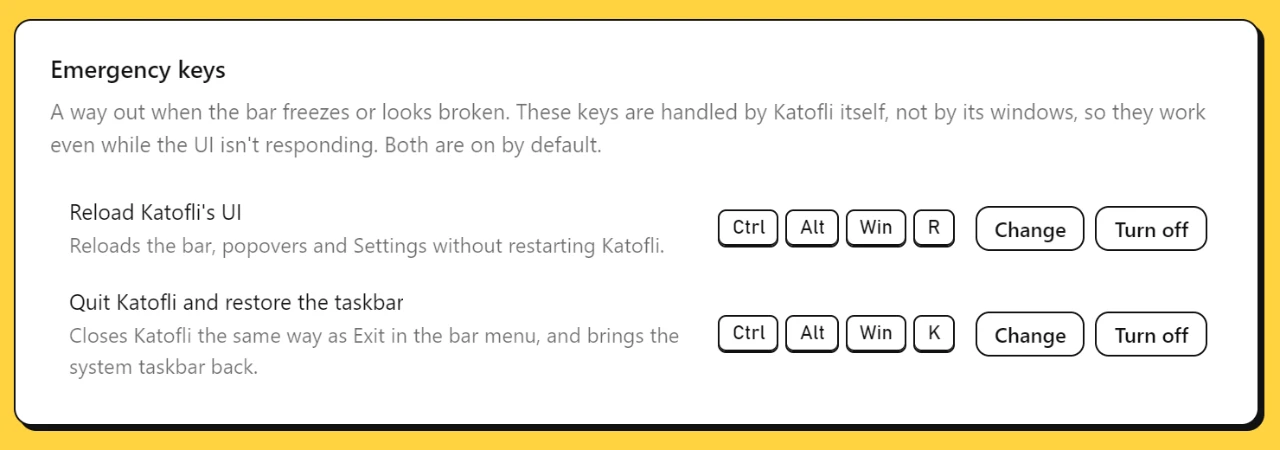 Emergency keys
A way out when the bar freezes or looks broken. These keys are handled by Katofli itself, not by its windows, so they work
even while the UI isn't responding. Both are on by default.
Reload Katofli's UI
Reloads the bar, popovers and Settings without restarting Katofli.
Ctrl Alt Win R Change Turn off
Quit Katofli and restore the taskbar
Closes Katofli the same way as Exit in the bar menu, and brings the
system taskbar back.
Ctrl Alt Win K Change Turn off